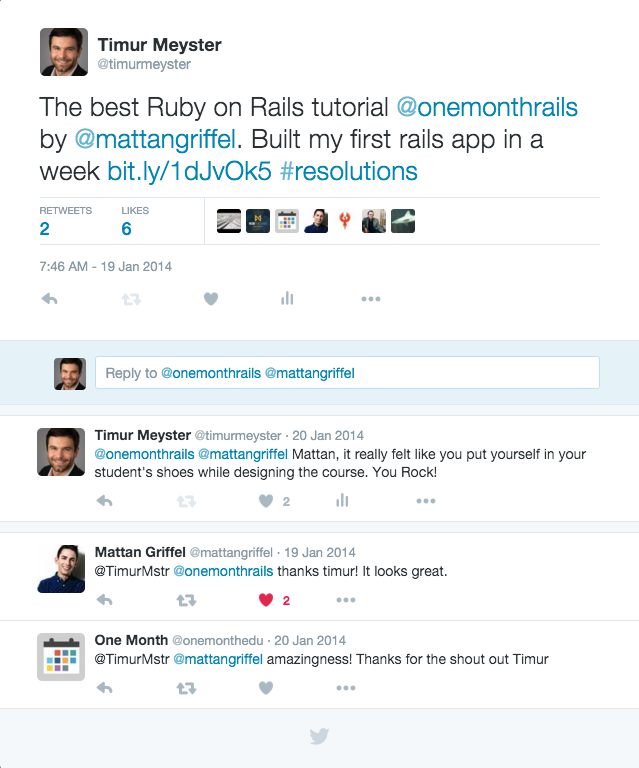 Timur Meyster
@timurmeyster
The best Ruby on Rails tutorial @onemonthrails
by @mattangriffel. Built my first rails app in a
week bit.ly/1dJvOk5 #resolutions
RETWEETS LIKES
2 6
7:46 AM - 19 Jan 2014
Reply to @onemonthrails @mattangriffel
Timur Meyster @timurmeyster · 20 Jan 2014
@onemonthrails @mattangriffel Mattan, it really felt like you put yourself in your
student's shoes while designing the course. You Rock!
2
Mattan Griffel @mattangriffel · 19 Jan 2014
@TimurMstr @onemonthrails thanks timur! It looks great.
2
One Month @onemonthedu · 20 Jan 2014
@TimurMstr @mattangriffel amazingness! Thanks for the shout out Timur